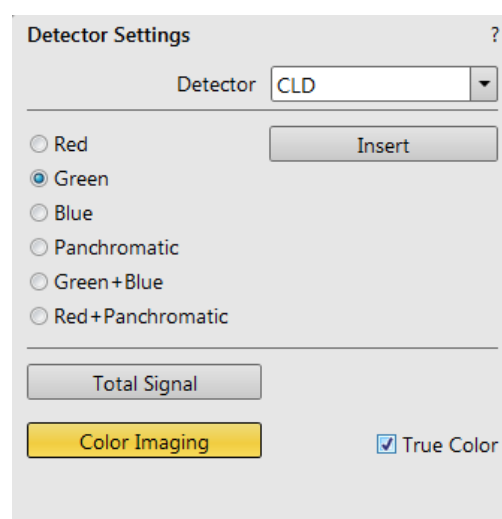 Detector Settings ?
Detector CLD
Red Insert
Green
Blue
Panchromatic
Green+Blue
Red+Panchromatic
Total Signal
Color Imaging True Color